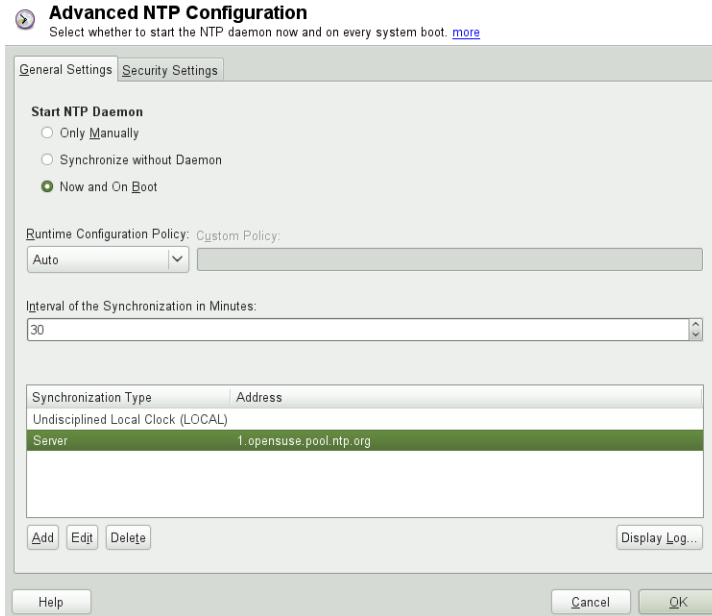 Advanced NTP Configuration
Select whether to start the NTP daemon now and on every system boot. more
General Settings Security Settings
Start NTP Daemon
Only Manually
Synchronize without Daemon
Now and On Boot
Runtime Configuration Policy: Custom Policy:
Auto
Interval of the Synchronization in Minutes:
30
Synchronization Type Address
Undisciplined Local Clock (LOCAL)
Server 1.opensuse.pool.ntp.org
Add Edit Delete Display Log...
Help Cancel OK